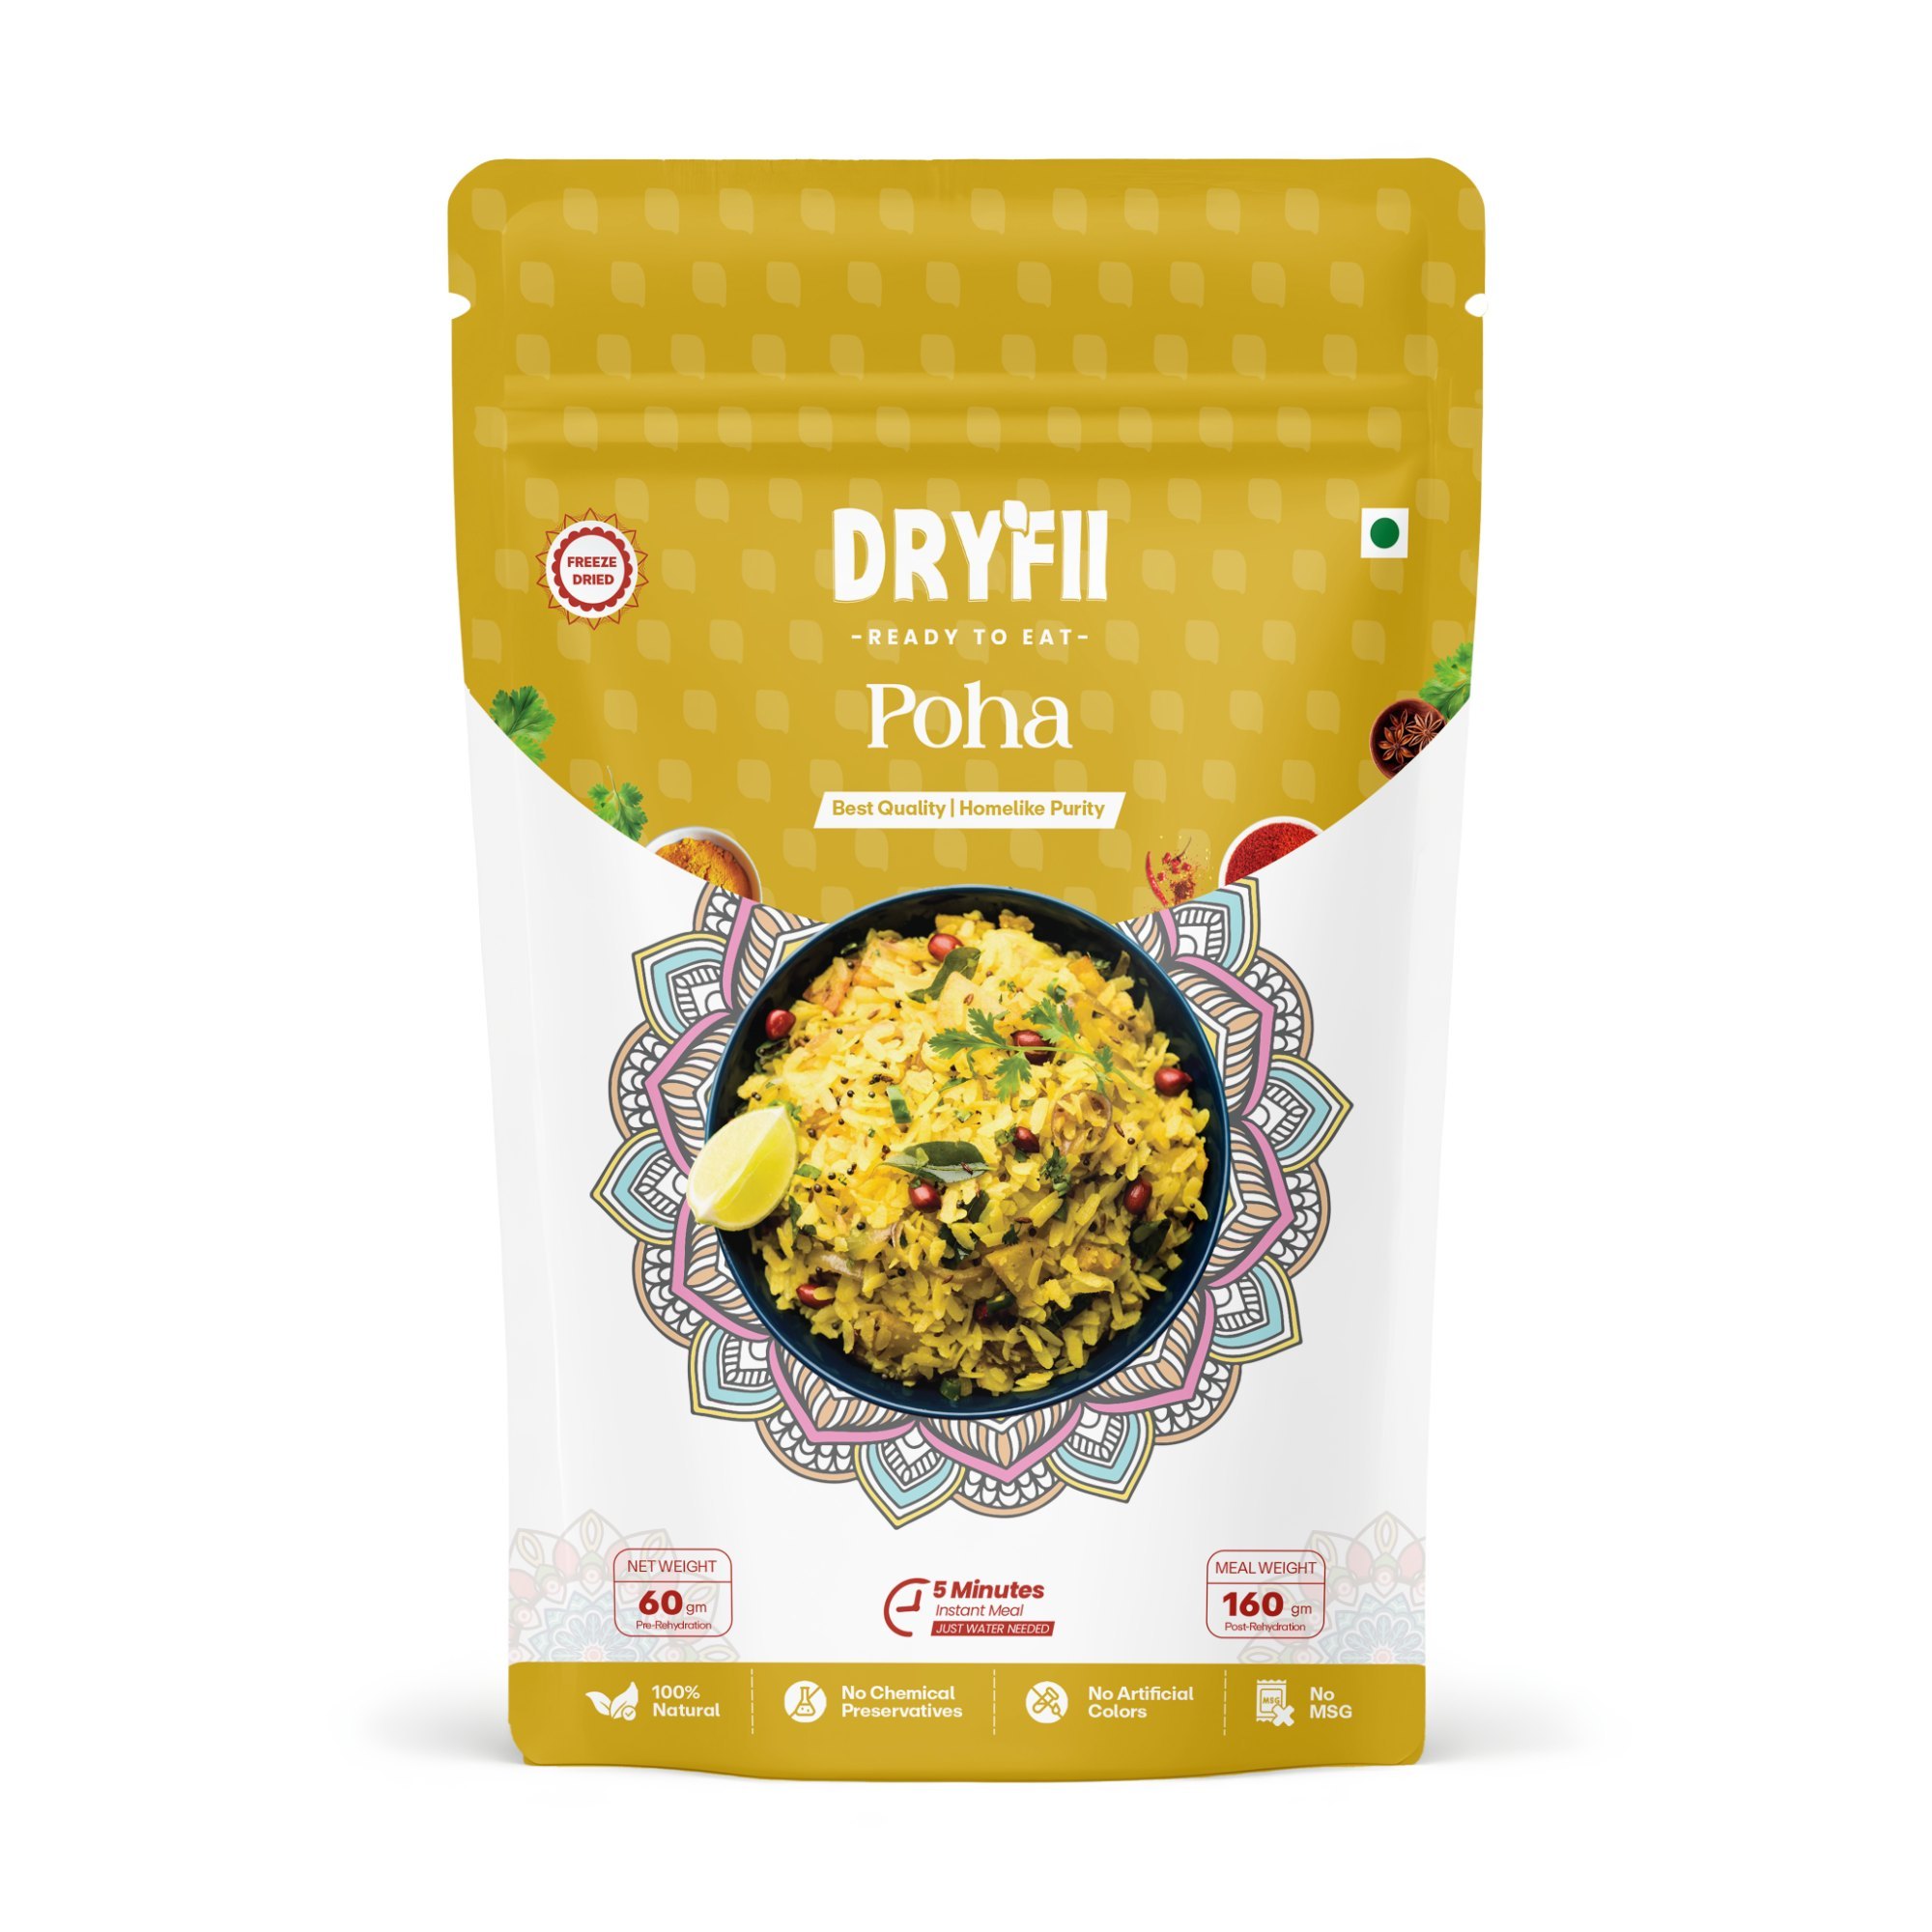 DRYFII
FREEZE
DRIED
-READY TO EAT-
Poha
Best Quality | Homelike Purity
NET WEIGHT
60 gm
Pre-Rehydration
5 Minutes
Instant Meal
JUST WATER NEEDED
MEAL WEIGHT
160 gm
Post-Rehydration
100%
Natural
No Chemical
Preservatives
No Artificial
Colors
MSG
No
MSG